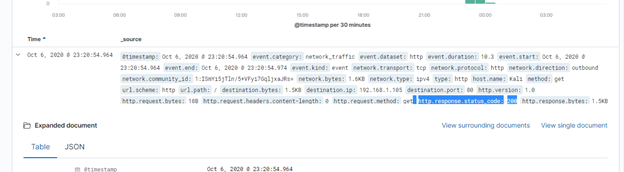 0
03:00 06:00 09:00 12:00 15:00 18:00 21:00 00:00 03:00
@timestamp per 30 minutes
Time _source
Oct 6, 2020 @ 23:20:54.964 @timestamp: Oct 6, 2020 @ 23:20:54.964 event.category: network_traffic event.dataset: http event.duration: 10.3 event.start: Oct 6, 2020 @
23:20:54.964 event.end: Oct 6, 2020 @ 23:20:54.974 event.kind: event network.transport: tcp network.protocol: http network.direction: outbound
network.bytes: 1.6KB network.type: ipv4 type: http host.name: Kali method: get
url.scheme: http url.path: / destination.bytes: 1.5KB destination.ip: 192.168.1.105 destination.port: 80 http.version: 1.0
http.request.bytes: 18B http.request.headers.content-length: 0 http.request.method: get http.response.status_code: 200 http.response.bytes: 1.5KB
Expanded document View surrounding documents View single document
Table JSON
@timestamp Oct 6, 2020 @ 23:20:54.964